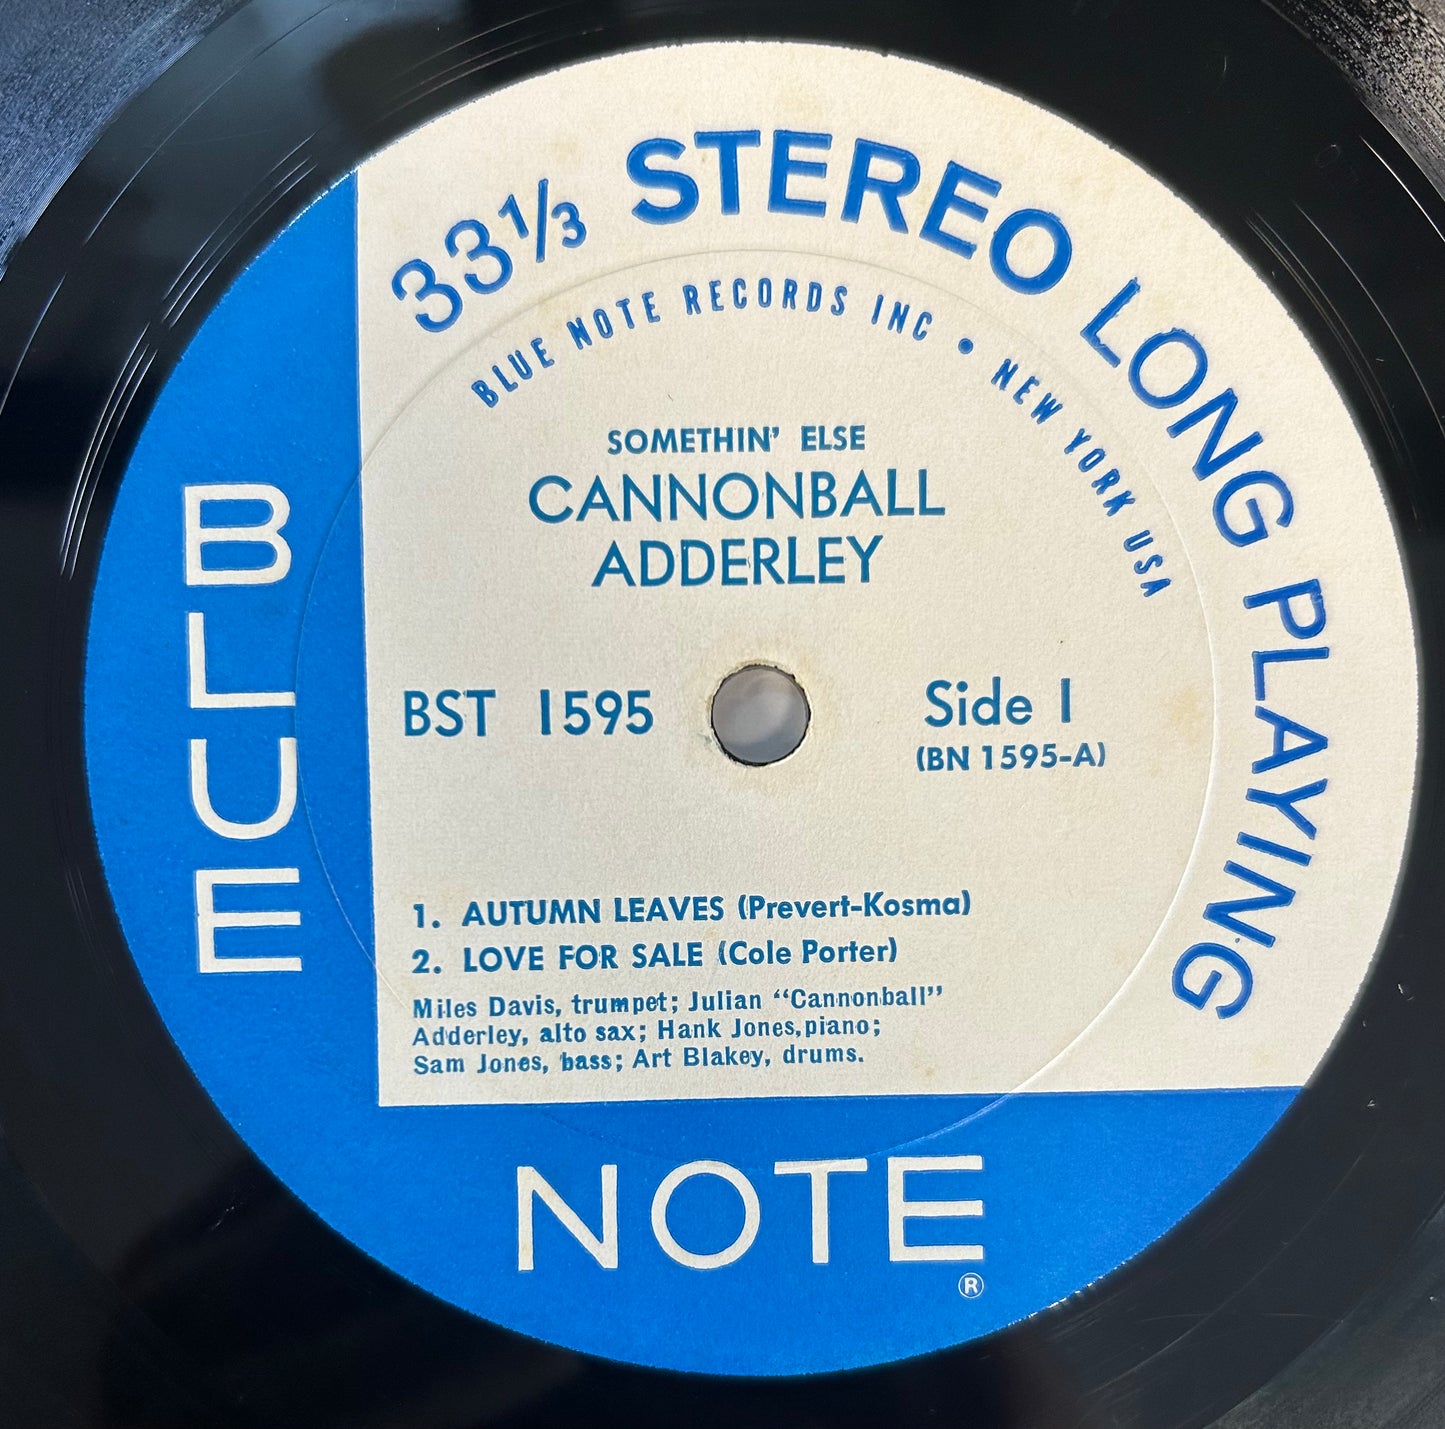 33⅓ STEREO LONG PLAYING
BLUE NOTE RECORDS INC • NEW YORK USA
SOMETHIN' ELSE
CANNONBALL
ADDERLEY
BST 1595
Side 1
(BN 1595-A)
1. AUTUMN LEAVES (Prevert-Kosma)
2. LOVE FOR SALE (Cole Porter)
Miles Davis, trumpet; Julian “Cannonball”
Adderley, alto sax; Hank Jones, piano;
Sam Jones, bass; Art Blakey, drums.
BLUE
NOTE
®